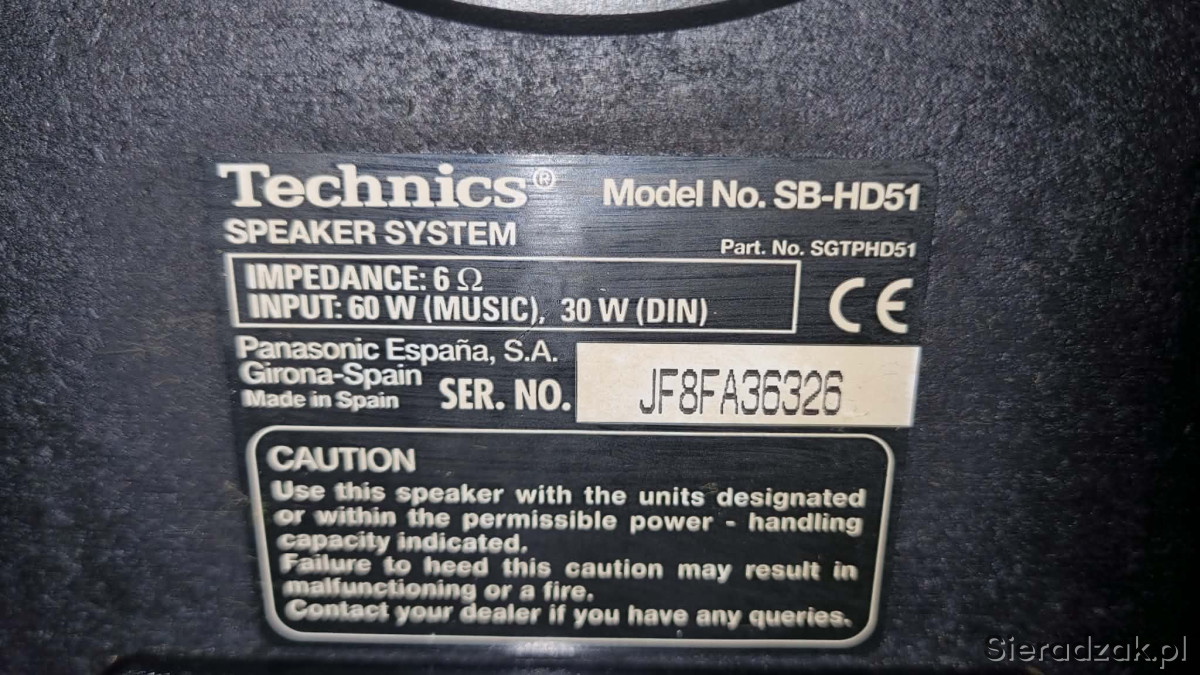 Technics® Model No. SB-HD51
SPEAKER SYSTEM
Part. No. SGTPHD51
IMPEDANCE: 6 Ω
INPUT: 60 W (MUSIC), 30 W (DIN)
CE
Panasonic España, S.A.
Girona-Spain
Made in Spain
SER. NO. JF8FA36326
CAUTION
Use this speaker with the units designated
or within the permissible power - handling
capacity indicated.
Failure to heed this caution may result in
malfunctioning or a fire.
Contact your dealer if you have any queries.
Sieradzak.pl